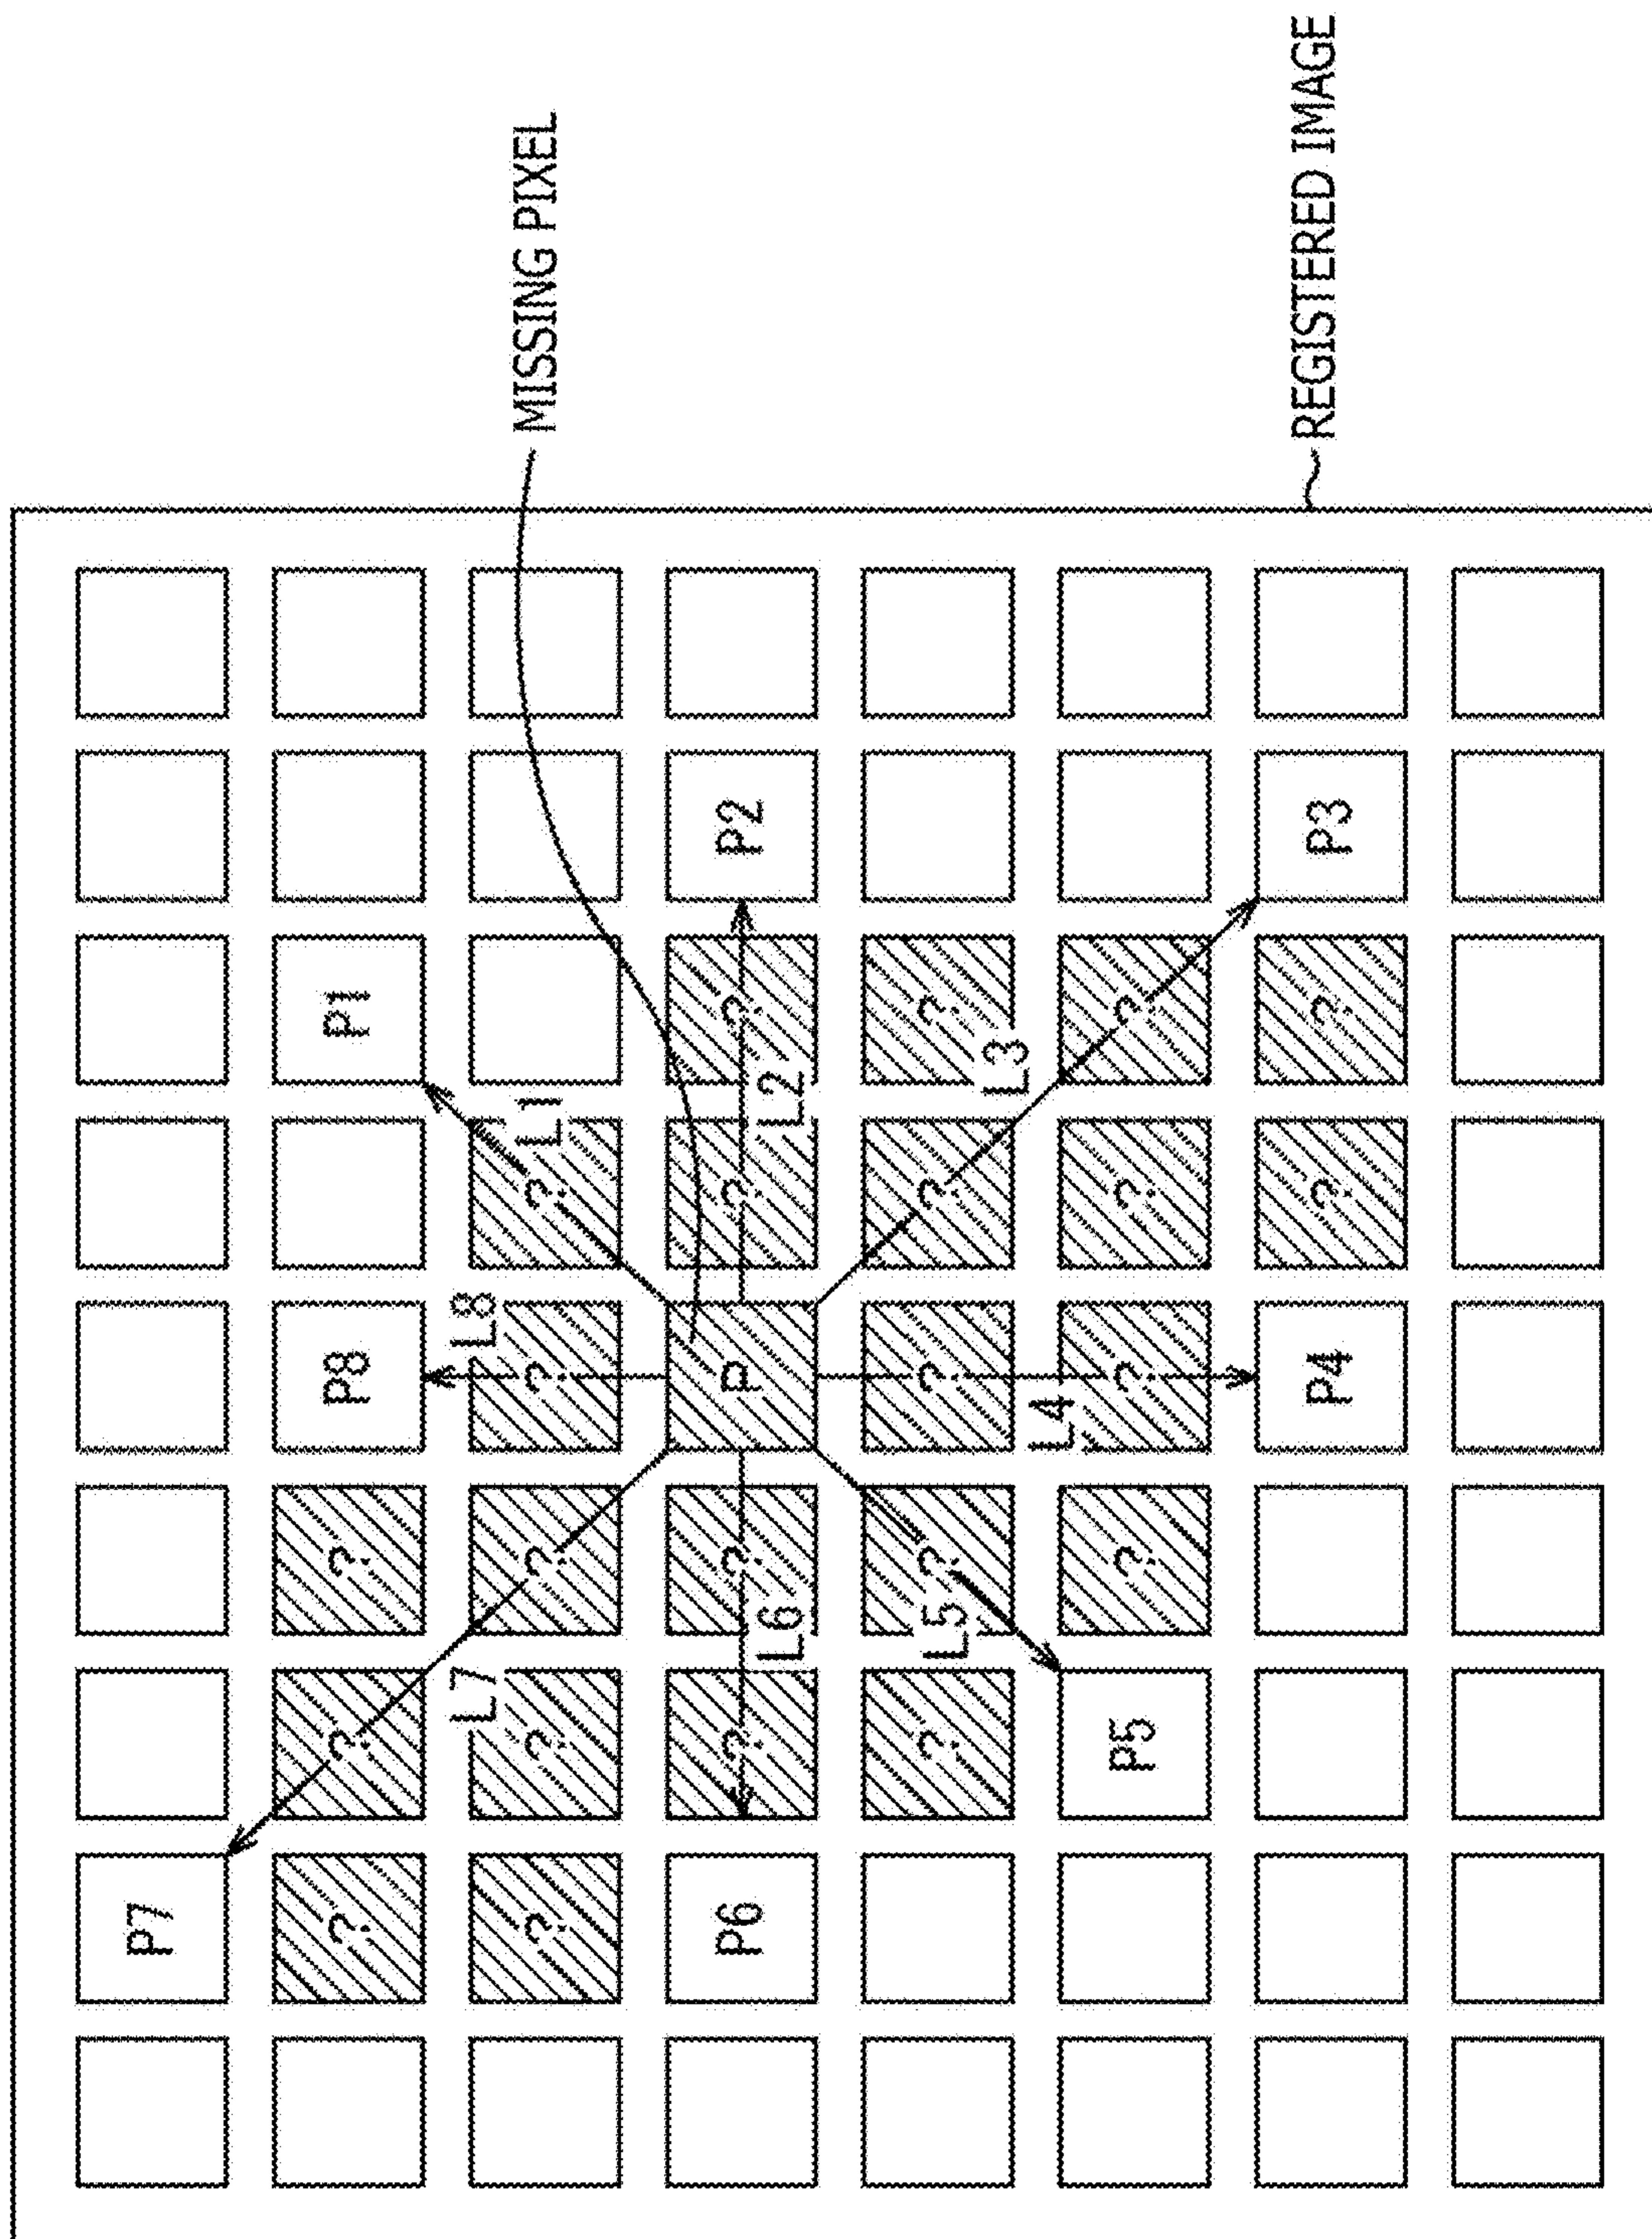 P7
? ? ? P8 P1
L7 L8
? ? ? ? ? L1 MISSING PIXEL
P6 ? ? P ? ? P2
L6 L2
? L5 ? ? ? ?
L4 L3
P5 ? ? ? ?
P4 ? ? P3 REGISTERED IMAGE